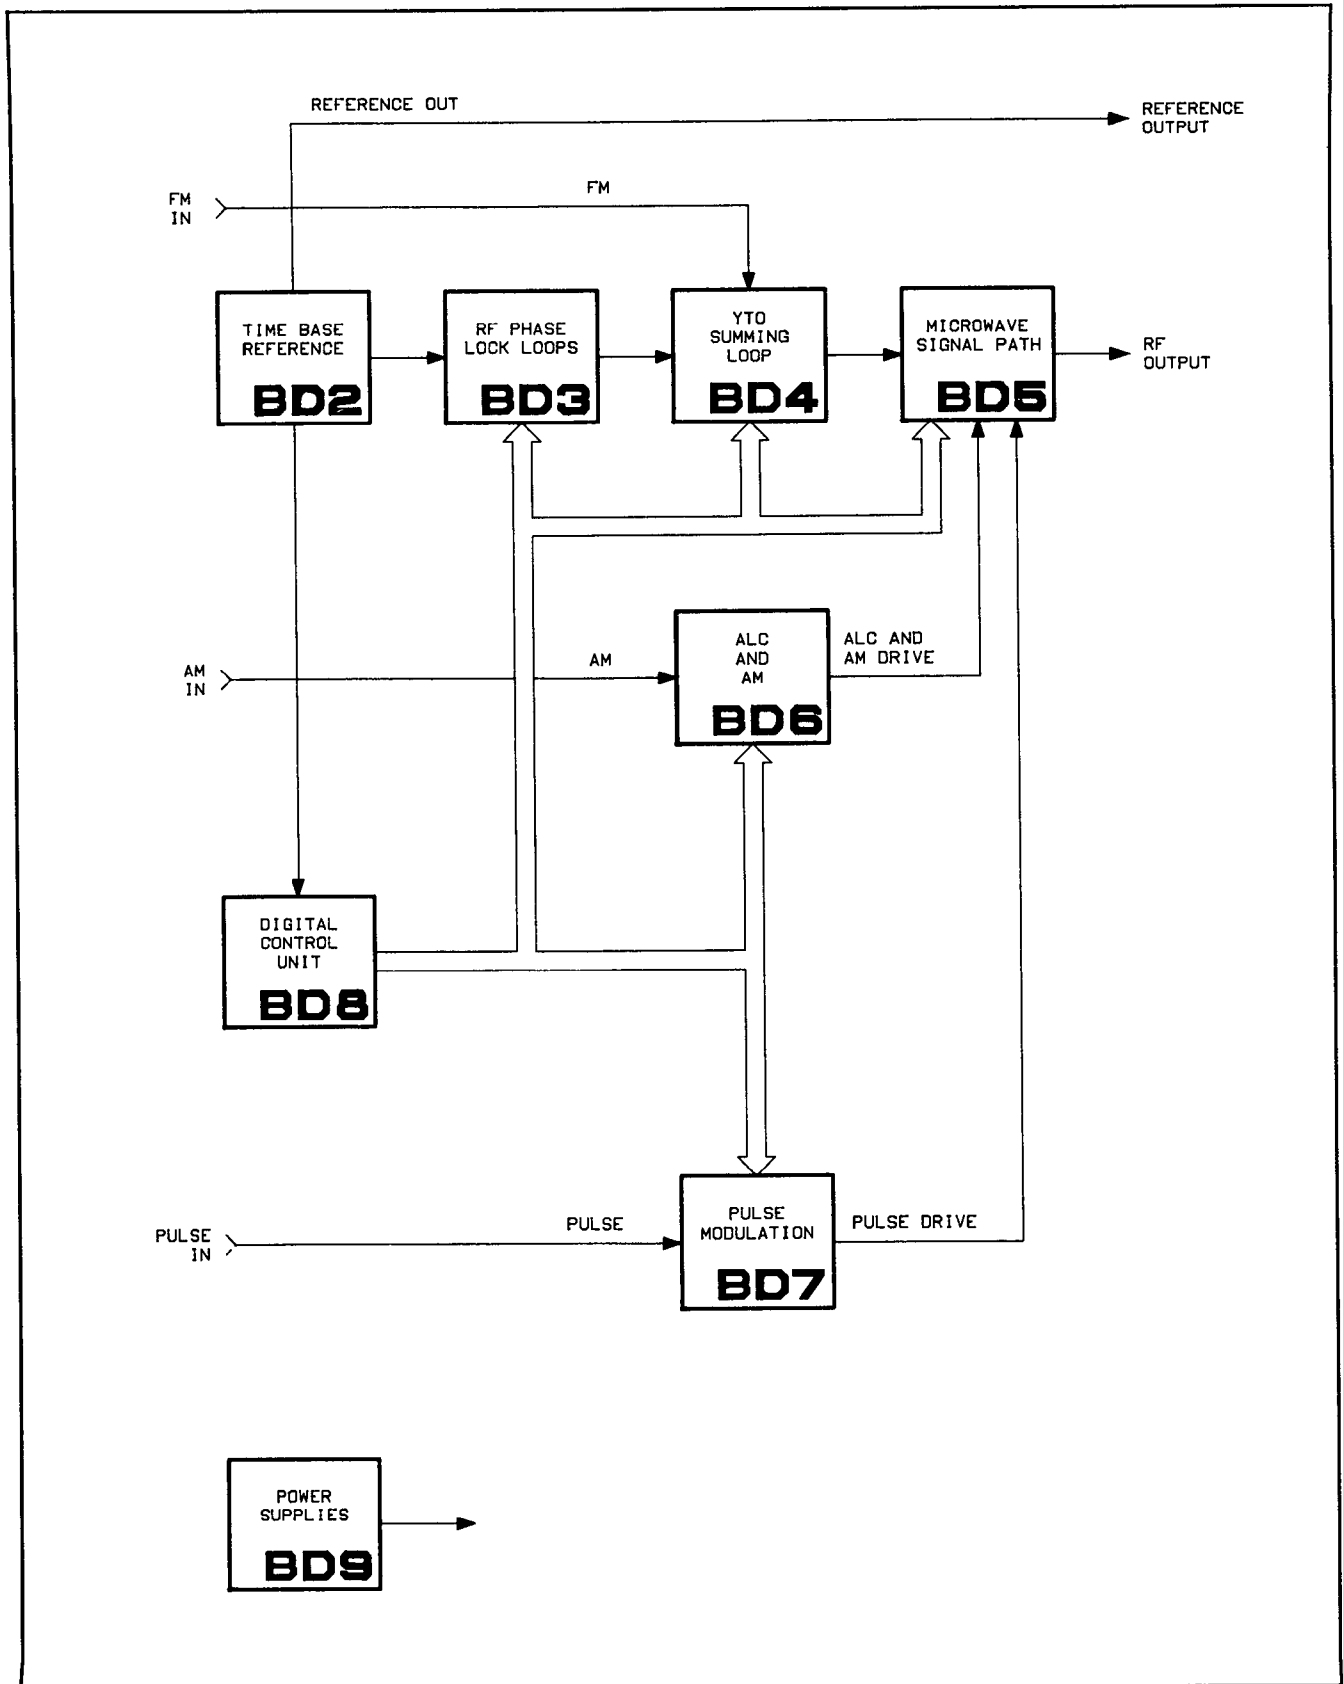 REFERENCE OUT
REFERENCE
OUTPUT
FM
IN
FM
TIME BASE
REFERENCE
BD2
RF PHASE
LOCK LOOPS
BD3
YTO
SUMMING
LOOP
BD4
MICROWAVE
SIGNAL PATH
BD5
RF
OUTPUT
AM
IN
AM
ALC
AND
AM
BD6
ALC AND
AM DRIVE
DIGITAL
CONTROL
UNIT
BD8
PULSE
IN
PULSE
PULSE
MODULATION
BD7
PULSE DRIVE
POWER
SUPPLIES
BD9